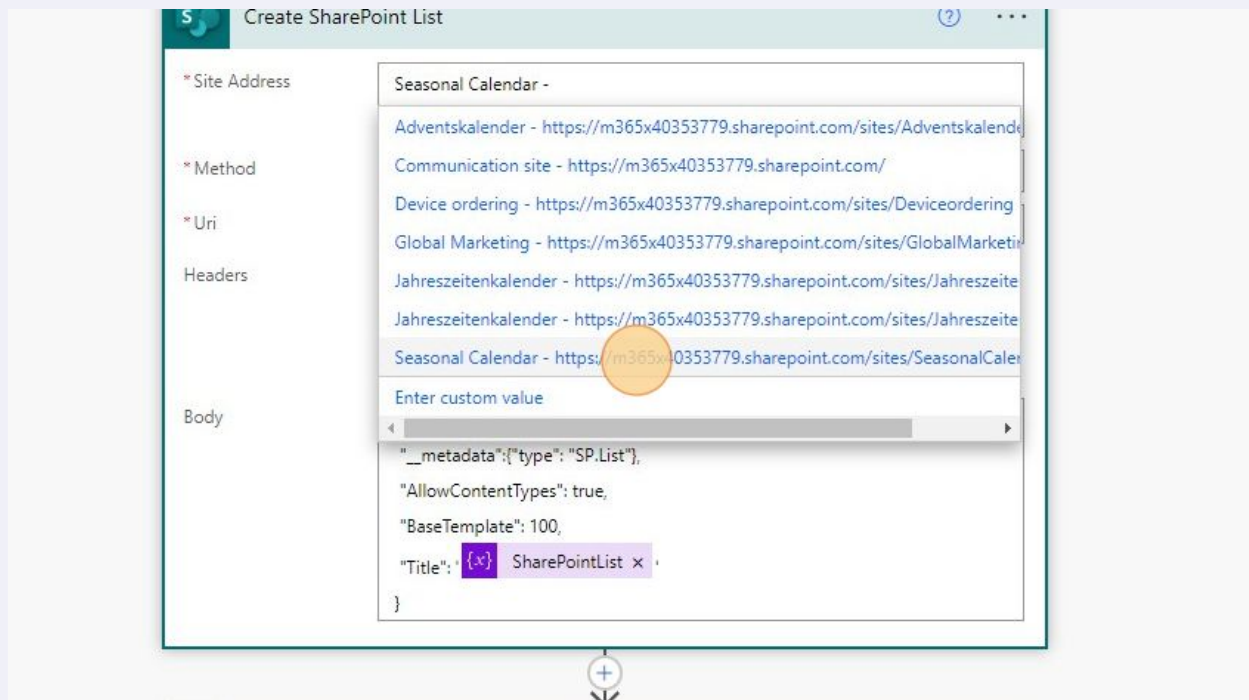 S Create SharePoint List ? ...
* Site Address
Seasonal Calendar -
Adventskalender - https://m365x40353779.sharepoint.com/sites/Adventskalende
Communication site - https://m365x40353779.sharepoint.com/
* Method
Device ordering - https://m365x40353779.sharepoint.com/sites/Deviceordering
* Uri
Global Marketing - https://m365x40353779.sharepoint.com/sites/GlobalMarketin
Headers
Jahreszeitenkalender - https://m365x40353779.sharepoint.com/sites/Jahreszeite
Jahreszeitenkalender - https://m365x40353779.sharepoint.com/sites/Jahreszeite
Seasonal Calendar - https://m365x40353779.sharepoint.com/sites/SeasonalCaler
Enter custom value
Body
"__metadata":{"type": "SP.List"},
"AllowContentTypes": true,
"BaseTemplate": 100,
"Title": ' {x} SharePointList × '
}
+